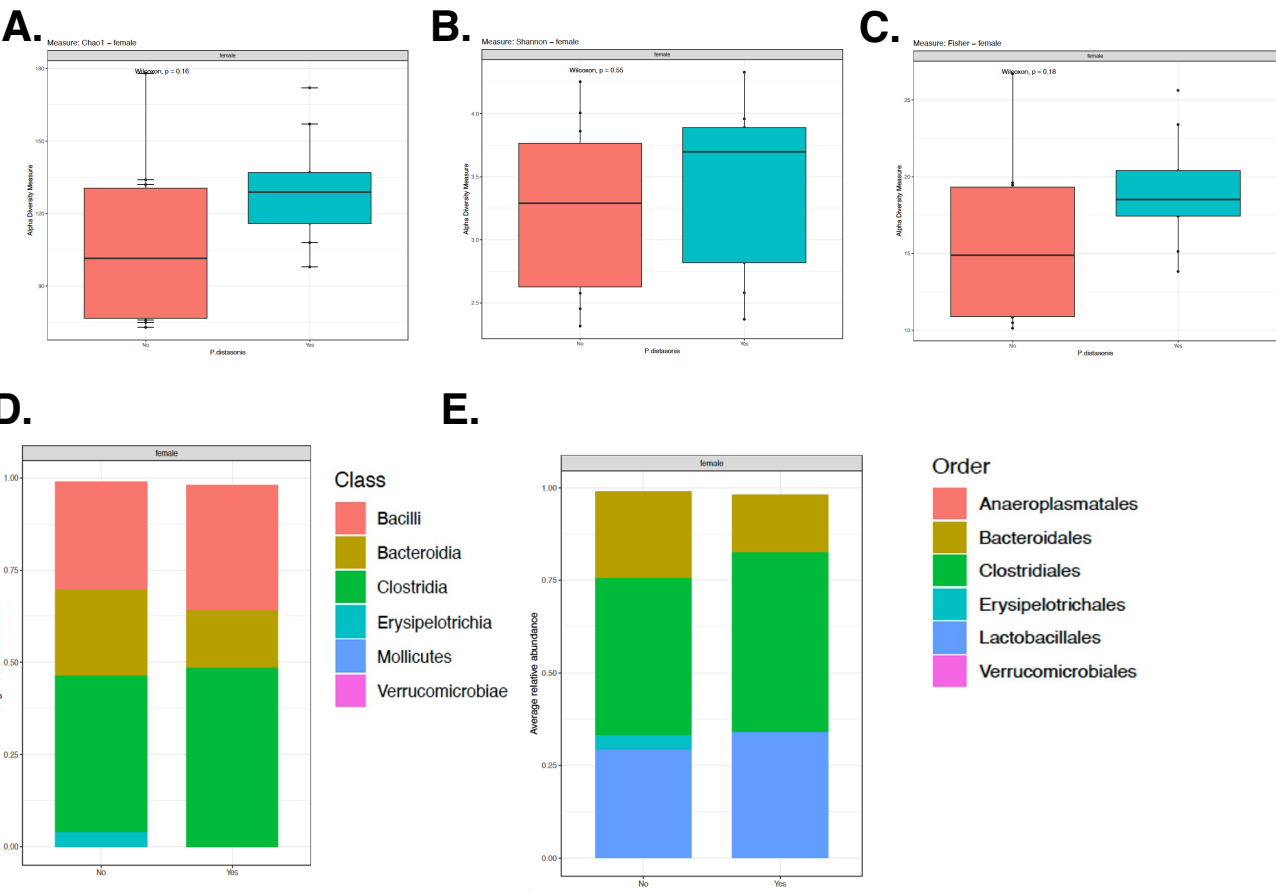 A.
Measure: Chao1 – female
female
Wilcoxon, p = 0.16
180
150
120
90
Alpha Diversity Measure
No
Yes
P.distasonis
B.
Measure: Shannon – female
female
Wilcoxon, p = 0.55
4.0
3.5
3.0
2.5
Alpha Diversity Measure
No
Yes
P.distasonis
C.
Measure: Fisher – female
female
Wilcoxon, p = 0.18
25
20
15
10
Alpha Diversity Measure
No
Yes
P.distasonis
D.
female
1.00
0.75
0.50
0.25
0.00
No
Yes
Class
Bacilli
Bacteroidia
Clostridia
Erysipelotrichia
Mollicutes
Verrucomicrobiae
E.
female
1.00
0.75
0.50
0.25
0.00
Average relative abundance
No
Yes
Order
Anaeroplasmatales
Bacteroidales
Clostridiales
Erysipelotrichales
Lactobacillales
Verrucomicrobiales